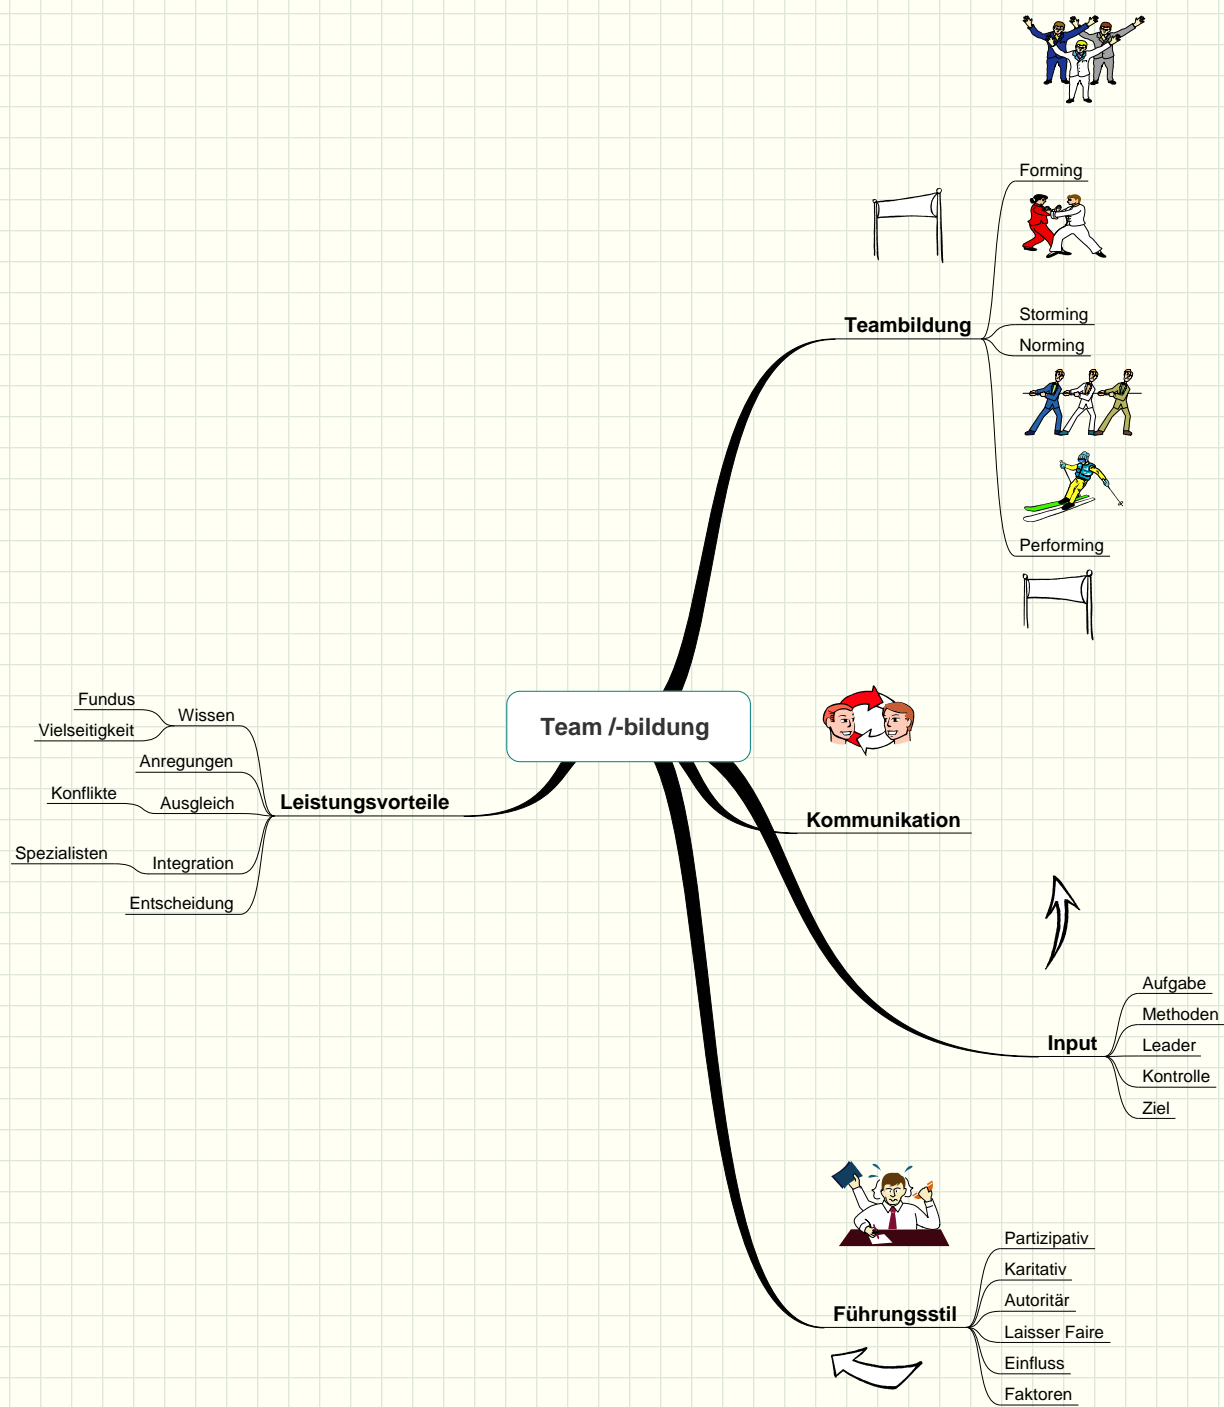 Team /-bildung
Teambildung
Forming
Storming
Norming
Performing
Kommunikation
Input
Aufgabe
Methoden
Leader
Kontrolle
Ziel
Führungsstil
Partizipativ
Karitativ
Autoritär
Laisser Faire
Einfluss
Faktoren
Leistungsvorteile
Wissen
Fundus
Vielseitigkeit
Anregungen
Ausgleich
Konflikte
Integration
Spezialisten
Entscheidung